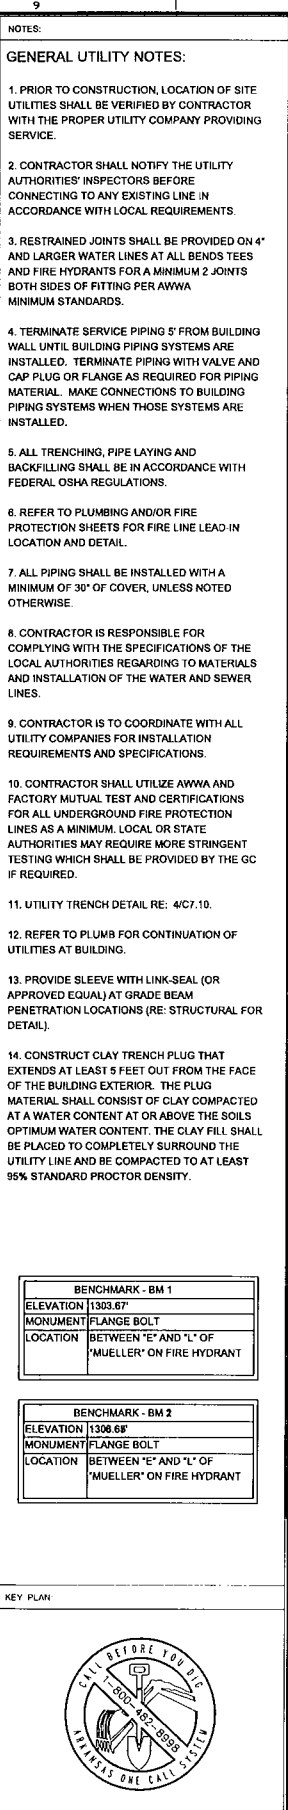 9
NOTES:
GENERAL UTILITY NOTES:
1. PRIOR TO CONSTRUCTION, LOCATION OF SITE
UTILITIES SHALL BE VERIFIED BY CONTRACTOR
WITH THE PROPER UTILITY COMPANY PROVIDING
SERVICE.
2. CONTRACTOR SHALL NOTIFY THE UTILITY
AUTHORITIES' INSPECTORS BEFORE
CONNECTING TO ANY EXISTING LINE IN
ACCORDANCE WITH LOCAL REQUIREMENTS.
3. RESTRAINED JOINTS SHALL BE PROVIDED ON 4"
AND LARGER WATER LINES AT ALL BENDS TEES
AND FIRE HYDRANTS FOR A MINIMUM 2 JOINTS
BOTH SIDES OF FITTING PER AWWA
MINIMUM STANDARDS.
4. TERMINATE SERVICE PIPING 5' FROM BUILDING
WALL UNTIL BUILDING PIPING SYSTEMS ARE
INSTALLED. TERMINATE PIPING WITH VALVE AND
CAP PLUG OR FLANGE AS REQUIRED FOR PIPING
MATERIAL. MAKE CONNECTIONS TO BUILDING
PIPING SYSTEMS WHEN THOSE SYSTEMS ARE
INSTALLED.
5. ALL TRENCHING, PIPE LAYING AND
BACKFILLING SHALL BE IN ACCORDANCE WITH
FEDERAL OSHA REGULATIONS.
6. REFER TO PLUMBING AND/OR FIRE
PROTECTION SHEETS FOR FIRE LINE LEAD-IN
LOCATION AND DETAIL.
7. ALL PIPING SHALL BE INSTALLED WITH A
MINIMUM OF 30" OF COVER, UNLESS NOTED
OTHERWISE.
8. CONTRACTOR IS RESPONSIBLE FOR
COMPLYING WITH THE SPECIFICATIONS OF THE
LOCAL AUTHORITIES REGARDING TO MATERIALS
AND INSTALLATION OF THE WATER AND SEWER
LINES.
9. CONTRACTOR IS TO COORDINATE WITH ALL
UTILITY COMPANIES FOR INSTALLATION
REQUIREMENTS AND SPECIFICATIONS.
10. CONTRACTOR SHALL UTILIZE AWWA AND
FACTORY MUTUAL TEST AND CERTIFICATIONS
FOR ALL UNDERGROUND FIRE PROTECTION
LINES AS A MINIMUM. LOCAL OR STATE
AUTHORITIES MAY REQUIRE MORE STRINGENT
TESTING WHICH SHALL BE PROVIDED BY THE GC
IF REQUIRED.
11. UTILITY TRENCH DETAIL RE: 4/C7.10.
12. REFER TO PLUMB FOR CONTINUATION OF
UTILITIES AT BUILDING.
13. PROVIDE SLEEVE WITH LINK-SEAL (OR
APPROVED EQUAL) AT GRADE BEAM
PENETRATION LOCATIONS (RE: STRUCTURAL FOR
DETAIL).
14. CONSTRUCT CLAY TRENCH PLUG THAT
EXTENDS AT LEAST 5 FEET OUT FROM THE FACE
OF THE BUILDING EXTERIOR. THE PLUG
MATERIAL SHALL CONSIST OF CLAY COMPACTED
AT A WATER CONTENT AT OR ABOVE THE SOILS
OPTIMUM WATER CONTENT. THE CLAY FILL SHALL
BE PLACED TO COMPLETELY SURROUND THE
UTILITY LINE AND BE COMPACTED TO AT LEAST
95% STANDARD PROCTOR DENSITY.
BENCHMARK - BM 1
ELEVATION 1303.67'
MONUMENT FLANGE BOLT
LOCATION BETWEEN "E" AND "L" OF
"MUELLER" ON FIRE HYDRANT
BENCHMARK - BM 2
ELEVATION 1306.65'
MONUMENT FLANGE BOLT
LOCATION BETWEEN "E" AND "L" OF
"MUELLER" ON FIRE HYDRANT
KEY PLAN
CALL BEFORE YOU DIG
1-800-482-8998
ARKANSAS ONE CALL SYSTEM